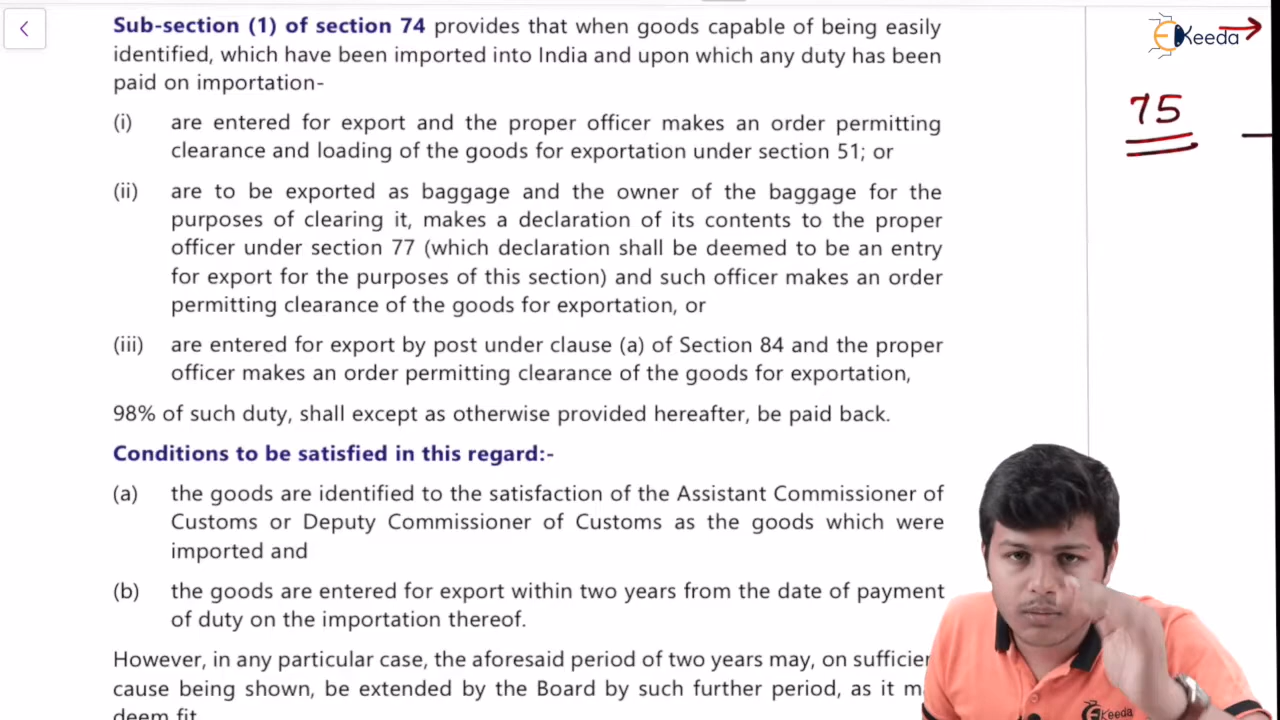 Sub-section (1) of section 74 provides that when goods capable of being easily
identified, which have been imported into India and upon which any duty has been
paid on importation-
(i) are entered for export and the proper officer makes an order permitting
clearance and loading of the goods for exportation under section 51; or
(ii) are to be exported as baggage and the owner of the baggage for the
purposes of clearing it, makes a declaration of its contents to the proper
officer under section 77 (which declaration shall be deemed to be an entry
for export for the purposes of this section) and such officer makes an order
permitting clearance of the goods for exportation, or
(iii) are entered for export by post under clause (a) of Section 84 and the proper
officer makes an order permitting clearance of the goods for exportation,
98% of such duty, shall except as otherwise provided hereafter, be paid back.
Conditions to be satisfied in this regard:-
(a) the goods are identified to the satisfaction of the Assistant Commissioner of
Customs or Deputy Commissioner of Customs as the goods which were
imported and
(b) the goods are entered for export within two years from the date of payment
of duty on the importation thereof.
However, in any particular case, the aforesaid period of two years may, on
cause being shown, be extended by the Board by such further period, as it
deem fit
EKeeda
75
EKeeda